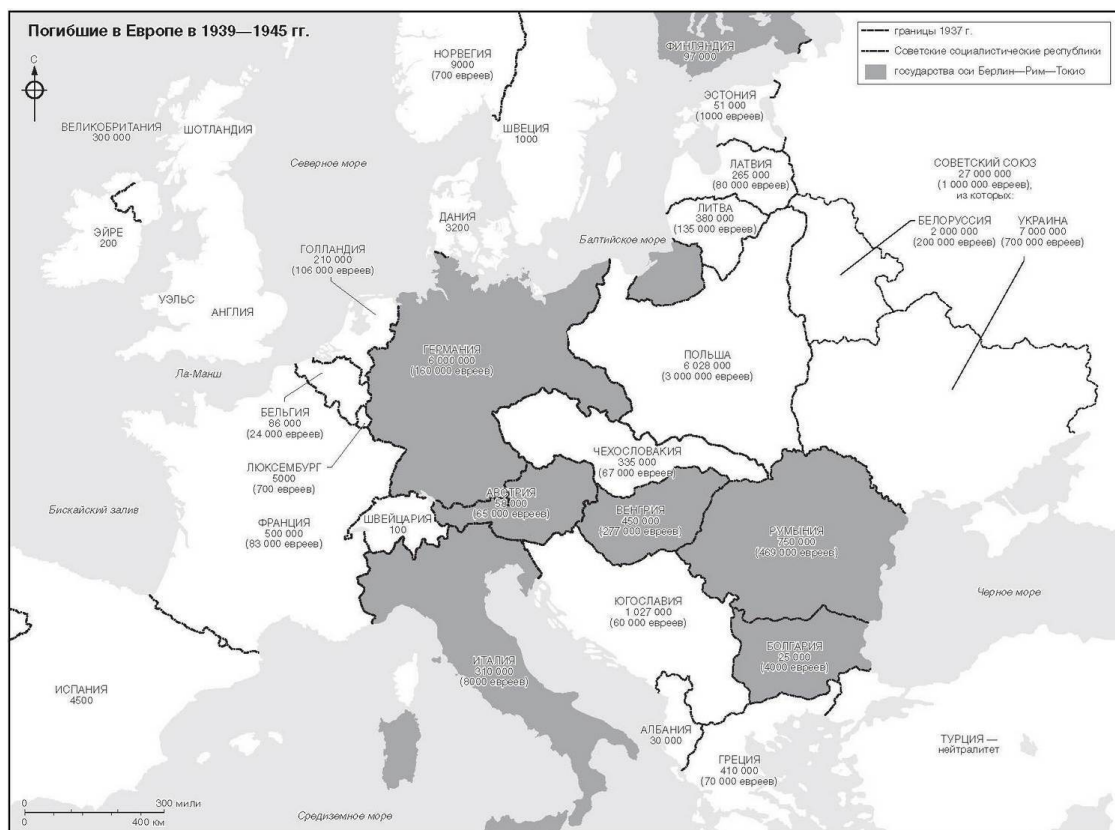 Погибшие в Европе в 1939—1945 гг.
границы 1937 г.
Советские социалистические республики
государства оси Берлин—Рим—Токио
С
НОРВЕГИЯ
9000
(700 евреев)
ФИНЛЯНДИЯ
97 000
ВЕЛИКОБРИТАНИЯ
300 000
ШОТЛАНДИЯ
ШВЕЦИЯ
1000
ЭСТОНИЯ
51 000
(1000 евреев)
Северное море
ЛАТВИЯ
265 000
(80 000 евреев)
СОВЕТСКИЙ СОЮЗ
27 000 000
(1 000 000 евреев),
из которых:
ЭЙРЕ
200
ДАНИЯ
3200
ЛИТВА
380 000
(135 000 евреев)
БЕЛОРУССИЯ
2 000 000
(200 000 евреев)
УКРАИНА
7 000 000
(700 000 евреев)
Балтийское море
ГОЛЛАНДИЯ
210 000
(106 000 евреев)
УЭЛЬС
АНГЛИЯ
ГЕРМАНИЯ
6 000 000
(160 000 евреев)
ПОЛЬША
6 028 000
(3 000 000 евреев)
Ла-Манш
БЕЛЬГИЯ
86 000
(24 000 евреев)
ЛЮКСЕМБУРГ
5000
(700 евреев)
ЧЕХОСЛОВАКИЯ
335 000
(67 000 евреев)
Бискайский залив
ФРАНЦИЯ
500 000
(83 000 евреев)
ШВЕЙЦАРИЯ
100
АВСТРИЯ
58 000
(65 000 евреев)
ВЕНГРИЯ
450 000
(277 000 евреев)
РУМЫНИЯ
750 000
(469 000 евреев)
Черное море
ЮГОСЛАВИЯ
1 027 000
(60 000 евреев)
БОЛГАРИЯ
25 000
(4000 евреев)
ИТАЛИЯ
310 000
(8000 евреев)
ИСПАНИЯ
4500
АЛБАНИЯ
30 000
ГРЕЦИЯ
410 000
(70 000 евреев)
ТУРЦИЯ —
нейтралитет
0 300 мили
0 400 км
Средиземное море